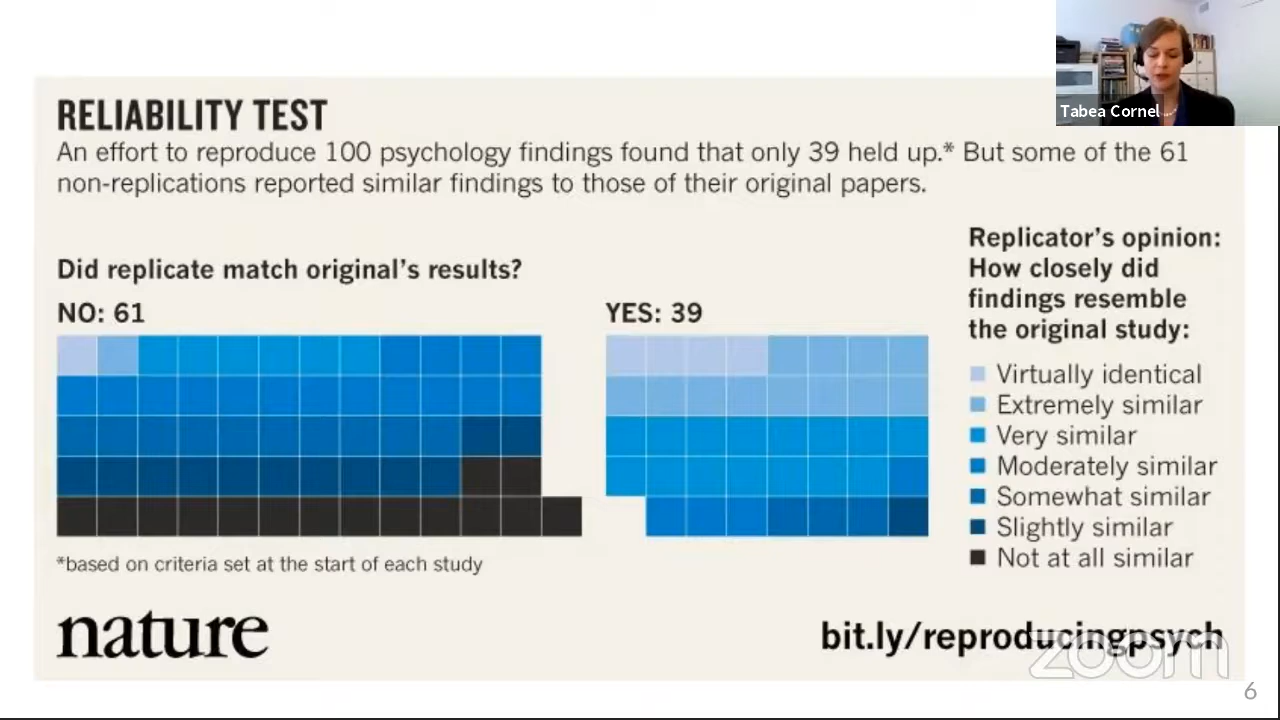 Tabea Cornel
RELIABILITY TEST
An effort to reproduce 100 psychology findings found that only 39 held up.* But some of the 61
non-replications reported similar findings to those of their original papers.
Did replicate match original's results?
NO: 61
YES: 39
Replicator's opinion:
How closely did
findings resemble
the original study:
Virtually identical
Extremely similar
Very similar
Moderately similar
Somewhat similar
Slightly similar
Not at all similar
*based on criteria set at the start of each study
nature
bit.ly/reproducingpsych
zoom
6